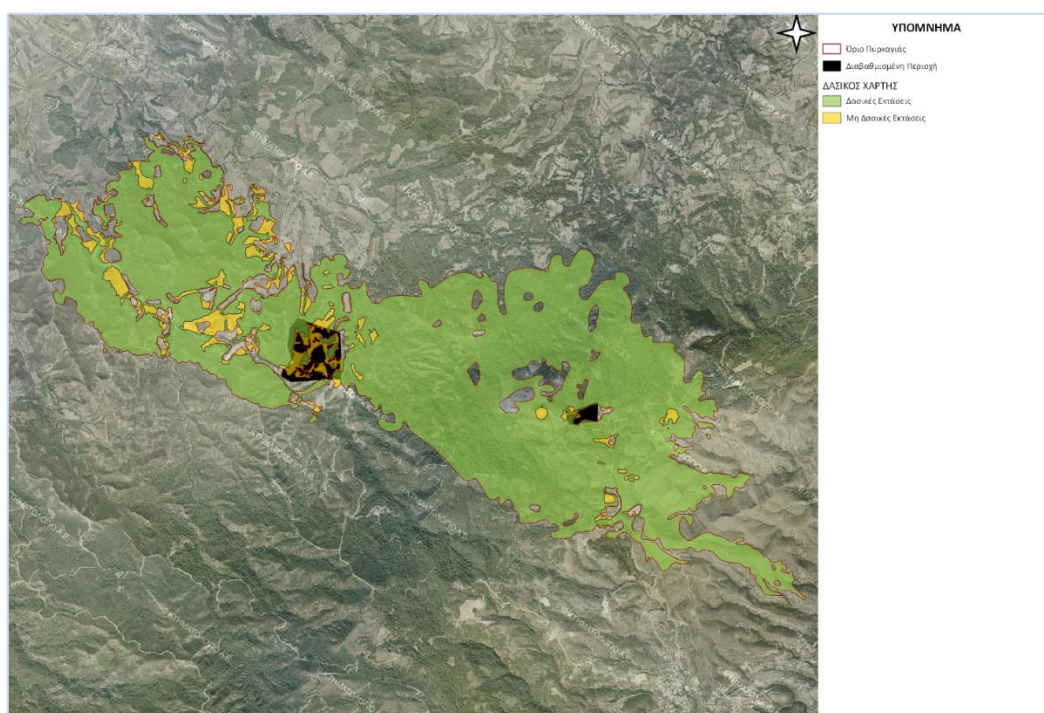 ΥΠΟΜΝΗΜΑ
Όριο Πυρκαγιάς
Διαβαθμισμένη Περιοχή
ΔΑΣΙΚΟΣ ΧΑΡΤΗΣ
Δασικές Εκτάσεις
Μη Δασικές Εκτάσεις